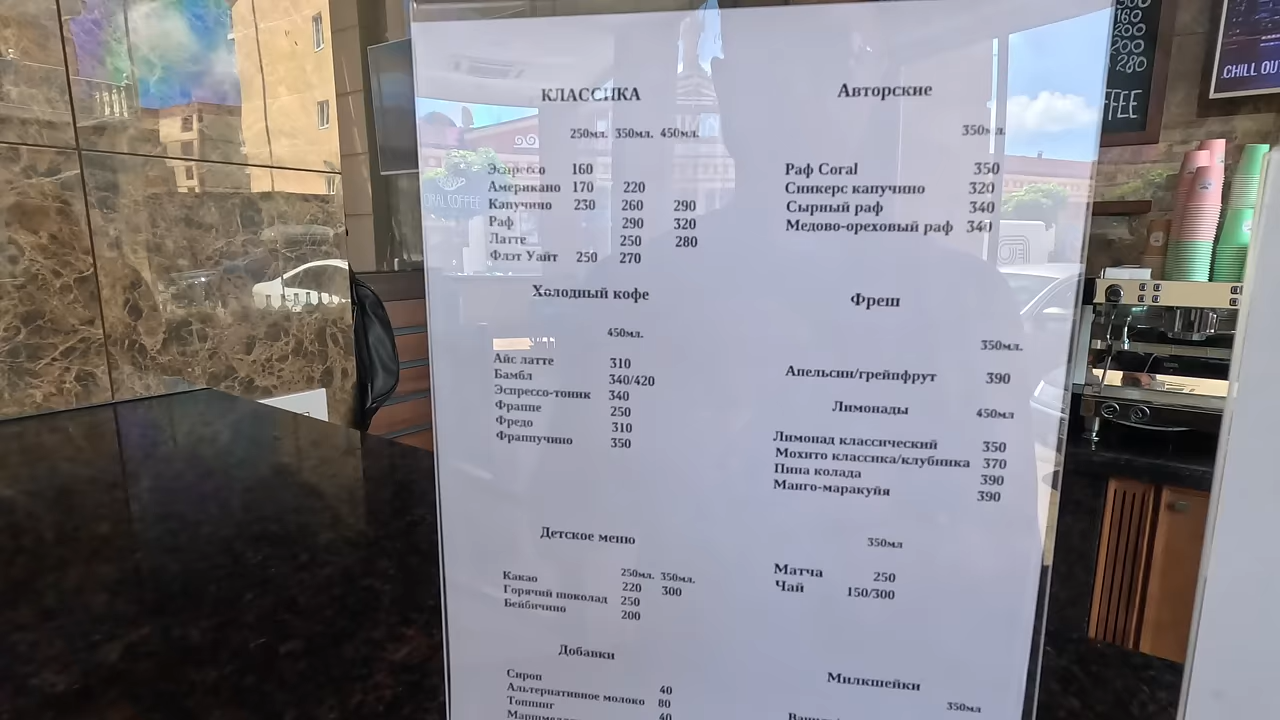 КЛАССИКА
250мл. 350мл. 450мл.
Эспрессо 160
Американо 170 220
Капучино 230 260 290
Раф 290 320
Латте 250 280
Флэт Уайт 250 270
Холодный кофе
450мл.
Айс латте 310
Бамбл 340/420
Эспрессо-тоник 340
Фраппе 250
Фредо 310
Фраппучино 350
Детское меню
250мл. 350мл.
Какао 220 300
Горячий шоколад 250
Бейбичино 200
Добавки
Сироп 40
Альтернативное молоко 80
Топпинг 40
Авторские
350мл.
Раф Coral 350
Сникерс капучино 320
Сырный раф 340
Медово-ореховый раф 340
Фреш
350мл.
Апельсин/грейпфрут 390
Лимонады 450мл
Лимонад классический 350
Мохито классика/клубника 370
Пина колада 390
Манго-маракуйя 390
350мл
Матча 250
Чай 150/300
Милкшейки
350мл
160
200
200
280
CHILL